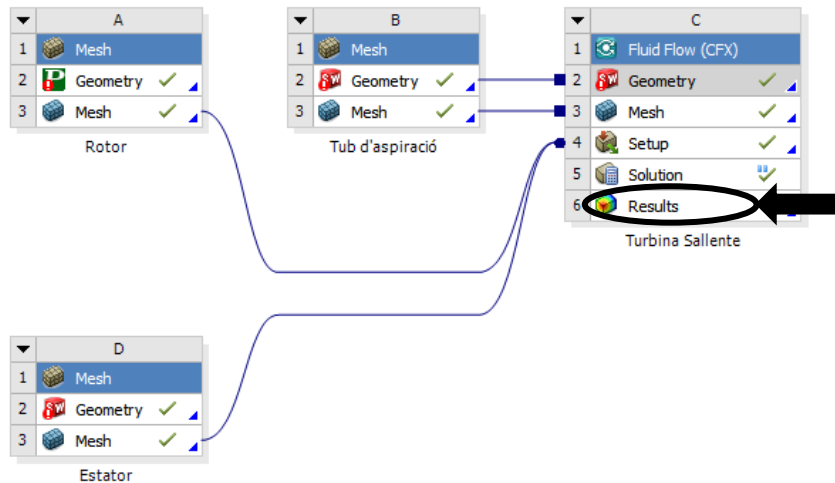 A
1 Mesh
2 Geometry
3 Mesh
Rotor
B
1 Mesh
2 Geometry
3 Mesh
Tub d'aspiració
C
1 Fluid Flow (CFX)
2 Geometry
3 Mesh
4 Setup
5 Solution
6 Results
Turbina Sallente
D
1 Mesh
2 Geometry
3 Mesh
Estator